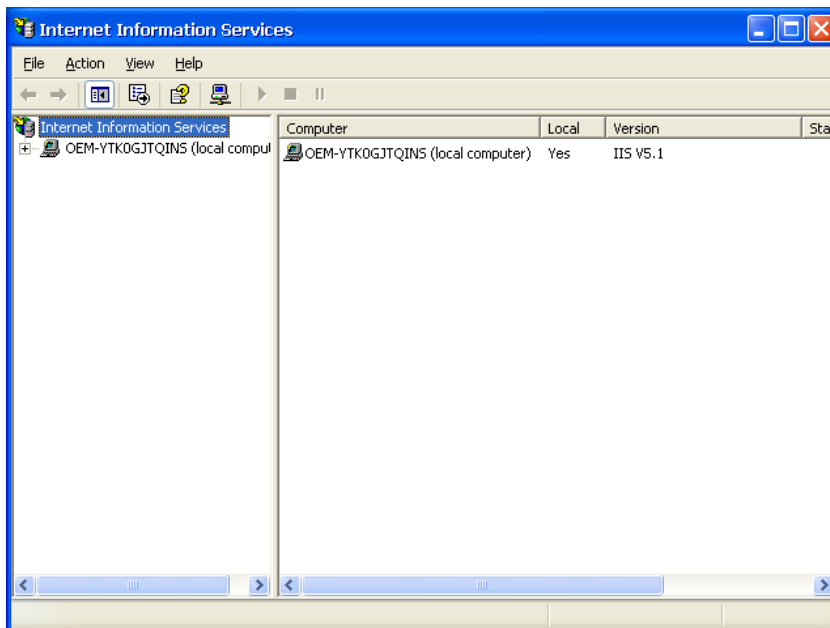 Internet Information Services
File Action View Help
Internet Information Services
OEM-YTK0GJTQINS (local comput
Computer Local Version Sta
OEM-YTK0GJTQINS (local computer) Yes IIS V5.1